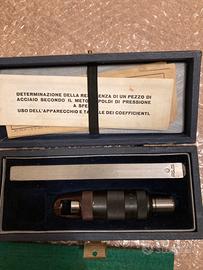 DETERMINAZIONE DELLA RESISTENZA DI UN PEZZO DI
ACCIAIO SECONDO IL METODO POLDI DI PRESSIONE
A SFERA
USO DELL'APPARECCHIO E TABELLE DEI COEFICIENTI.